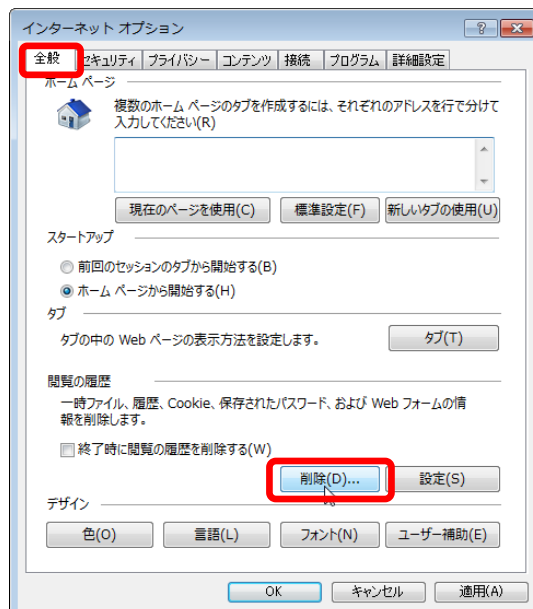 インターネット オプション
全般 セキュリティ プライバシー コンテンツ 接続 プログラム 詳細設定
ホーム ページ
複数のホーム ページのタブを作成するには、それぞれのアドレスを行で分けて
入力してください(R)
現在のページを使用(C) 標準設定(F) 新しいタブの使用(U)
スタートアップ
前回のセッションのタブから開始する(B)
ホーム ページから開始する(H)
タブ
タブの中の Web ページの表示方法を設定します。 タブ(T)
閲覧の履歴
一時ファイル、履歴、Cookie、保存されたパスワード、および Web フォームの情
報を削除します。
終了時に閲覧の履歴を削除する(W)
削除(D)... 設定(S)
デザイン
色(O) 言語(L) フォント(N) ユーザー補助(E)
OK キャンセル 適用(A)